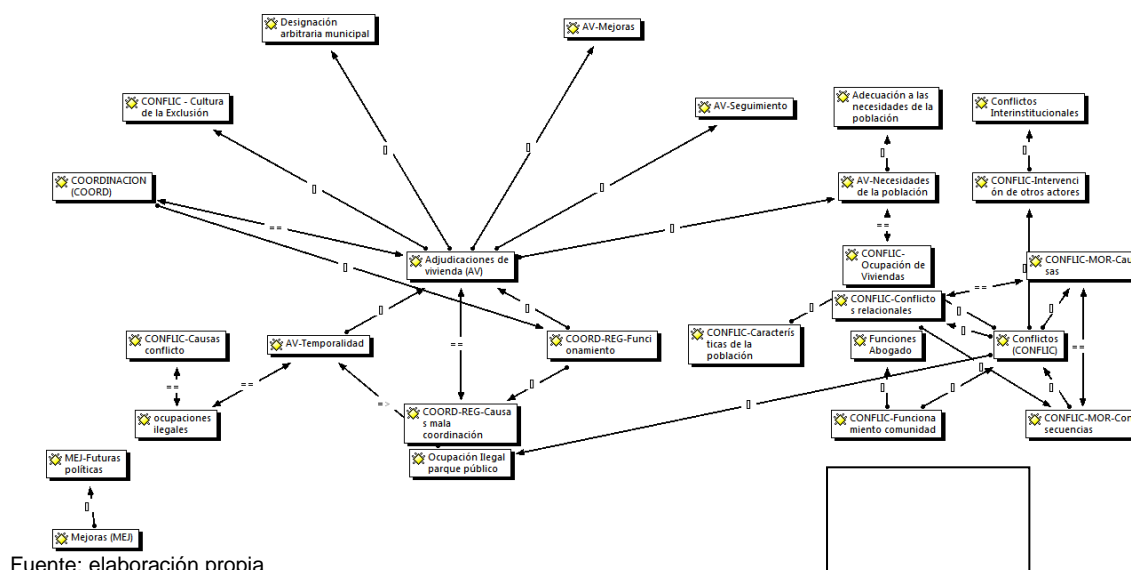 Designación
arbitraria municipal
AV-Mejoras
CONFLIC - Cultura
de la Exclusión
AV-Seguimiento
Adecuación a las
necesidades de la
población
Conflictos
Interinstitucionales
COORDINACION
(COORD)
AV-Necesidades
de la población
CONFLIC-Intervenci
ón de otros actores
==
==
Adjudicaciones de
vivienda (AV)
CONFLIC-
Ocupación de
Viviendas
CONFLIC-MOR-Cau
sas
==
CONFLIC-Conflicto
s relacionales
CONFLIC-Causas
conflicto
AV-Temporalidad
==
COORD-REG-Funci
onamiento
CONFLIC-Caracterís
ticas de la
población
Funciones
Abogado
Conflictos
(CONFLIC)
==
==
==
=>
ocupaciones
ilegales
COORD-REG-Causa
s mala
coordinación
CONFLIC-Funciona
miento comunidad
CONFLIC-MOR-Con
secuencias
MEJ-Futuras
políticas
Ocupación Ilegal
parque público
Mejoras (MEJ)
Fuente: elaboración propia